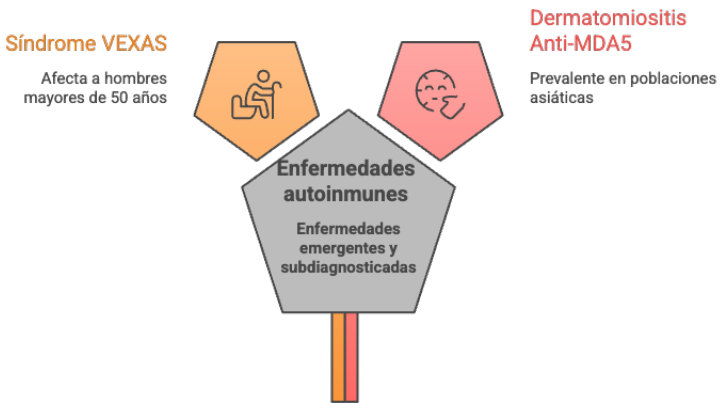 Síndrome VEXAS
Afecta a hombres
mayores de 50 años
Dermatomiositis
Anti-MDA5
Prevalente en poblaciones
asiáticas
Enfermedades
autoinmunes
Enfermedades
emergentes y
subdiagnosticadas